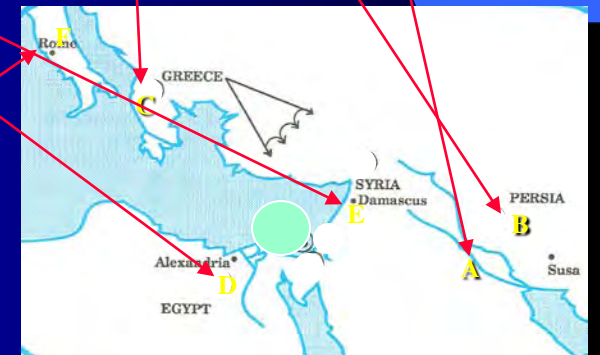 F
Rome
GREECE
C
SYRIA
Damascus
E
PERSIA
B
Alexandria
A
Susa
D
EGYPT